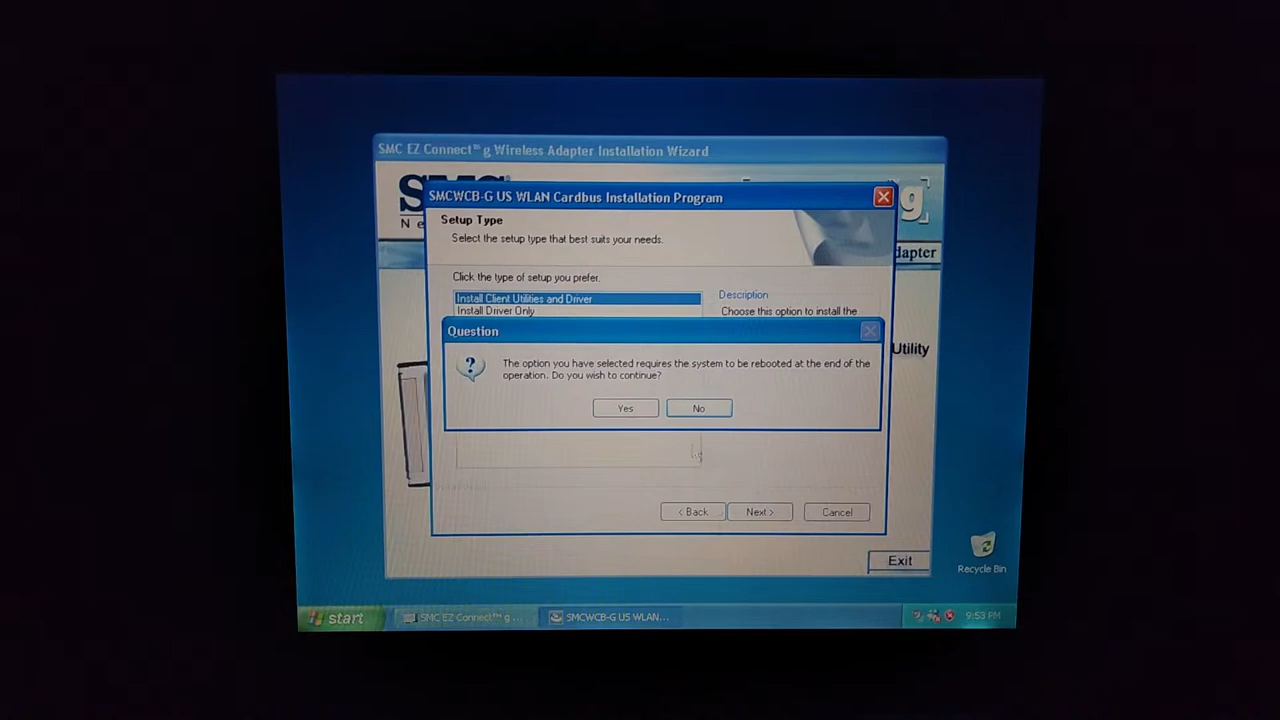 SMC EZ Connect™ g Wireless Adapter Installation Wizard
SMC
Ne
g
dapter
SMCWCB-G US WLAN Cardbus Installation Program
Setup Type
Select the setup type that best suits your needs.
Click the type of setup you prefer.
Install Client Utilities and Driver
Install Driver Only
Description
Choose this option to install the
Utility
Question
?
The option you have selected requires the system to be rebooted at the end of the
operation. Do you wish to continue?
Yes
No
< Back
Next >
Cancel
Exit
Recycle Bin
start
SMC EZ Connect™ g ...
SMCWCB-G US WLAN...
9:53 PM